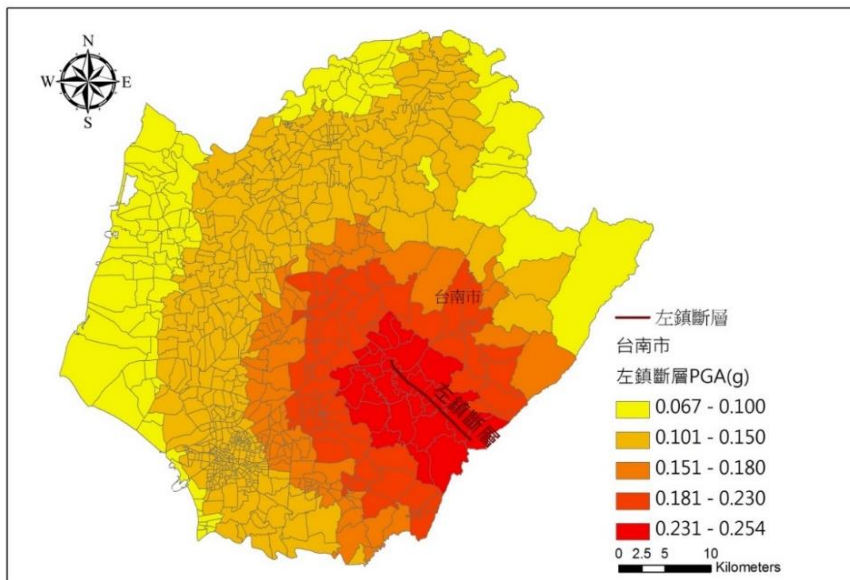 N
W E
S
台南市
左鎮斷層
左鎮斷層
台南市
左鎮斷層PGA(g)
0.067 - 0.100
0.101 - 0.150
0.151 - 0.180
0.181 - 0.230
0.231 - 0.254
0 2.5 5 10
Kilometers